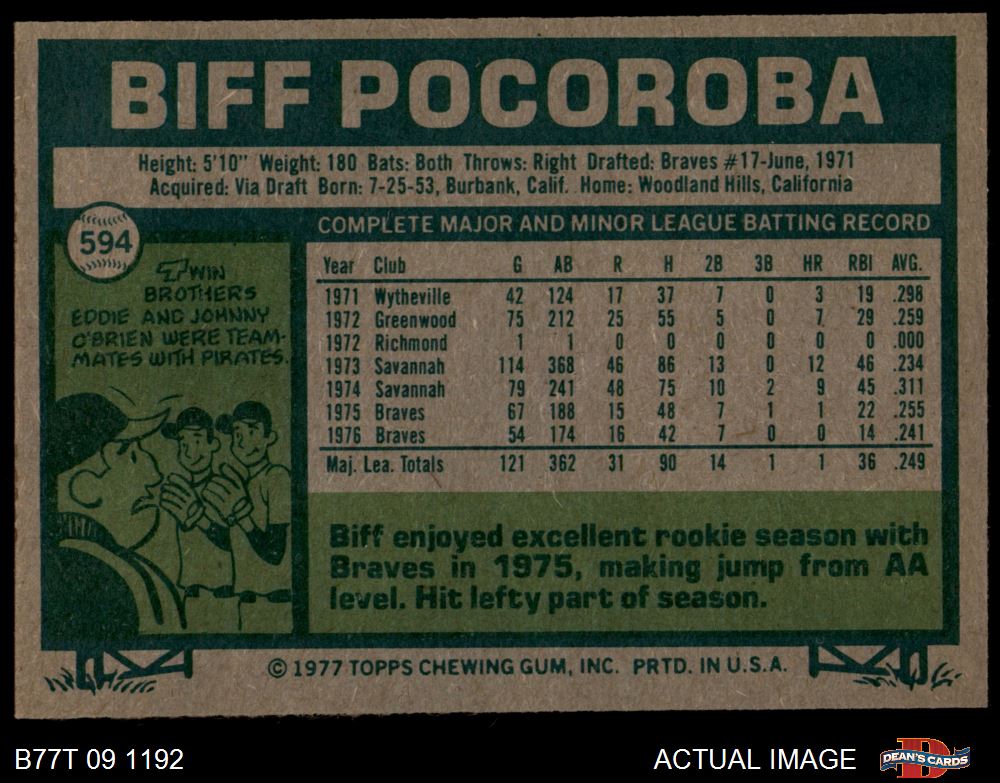 BIFF POCOROBA
Height: 5'10" Weight: 180 Bats: Both Throws: Right Drafted: Braves #17-June, 1971
Acquired: Via Draft Born: 7-25-53, Burbank, Calif. Home: Woodland Hills, California
594
TWIN
BROTHERS
EDDIE AND JOHNNY
O'BRIEN WERE TEAM-
MATES WITH PIRATES.
COMPLETE MAJOR AND MINOR LEAGUE BATTING RECORD
Year Club G AB R H 2B 3B HR RBI AVG.
1971 Wytheville 42 124 17 37 7 0 3 19 .298
1972 Greenwood 75 212 25 55 5 0 7 29 .259
1972 Richmond 1 1 0 0 0 0 0 0 .000
1973 Savannah 114 368 46 86 13 0 12 46 .234
1974 Savannah 79 241 48 75 10 2 9 45 .311
1975 Braves 67 188 15 48 7 1 1 22 .255
1976 Braves 54 174 16 42 7 0 0 14 .241
Maj. Lea. Totals 121 362 31 90 14 1 1 36 .249
Biff enjoyed excellent rookie season with
Braves in 1975, making jump from AA
level. Hit lefty part of season.
© 1977 TOPPS CHEWING GUM, INC. PRTD. IN U.S.A.
B77T 09 1192
ACTUAL IMAGE
D
DEAN'S CARDS